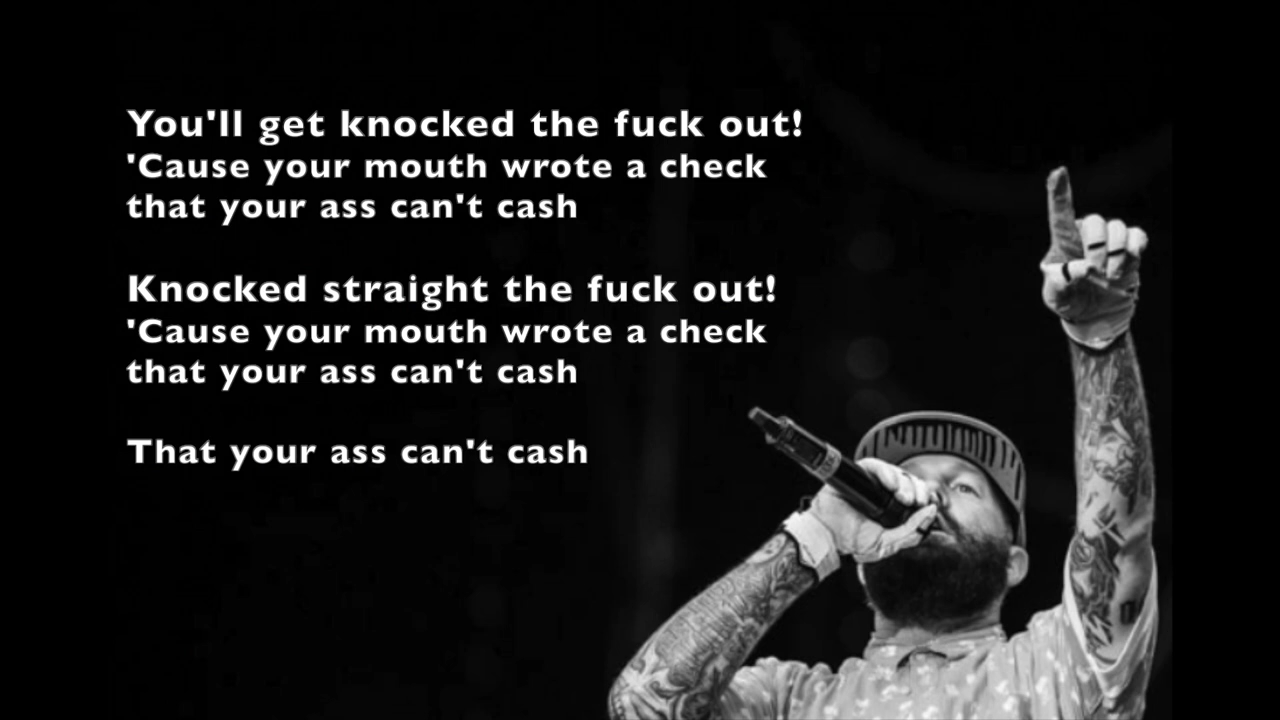 You'll get knocked the fuck out!
'Cause your mouth wrote a check
that your ass can't cash
Knocked straight the fuck out!
'Cause your mouth wrote a check
that your ass can't cash
That your ass can't cash